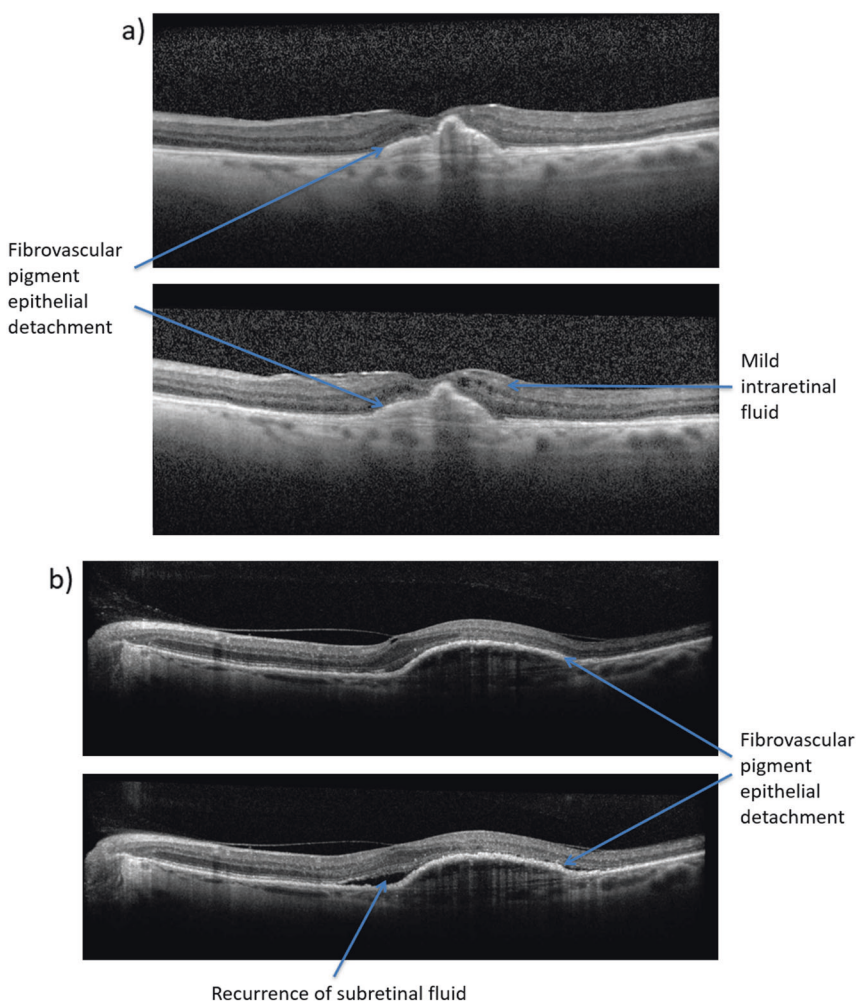 a)
Fibrovascular
pigment
epithelial
detachment
Mild
intraretinal
fluid
b)
Fibrovascular
pigment
epithelial
detachment
Recurrence of subretinal fluid